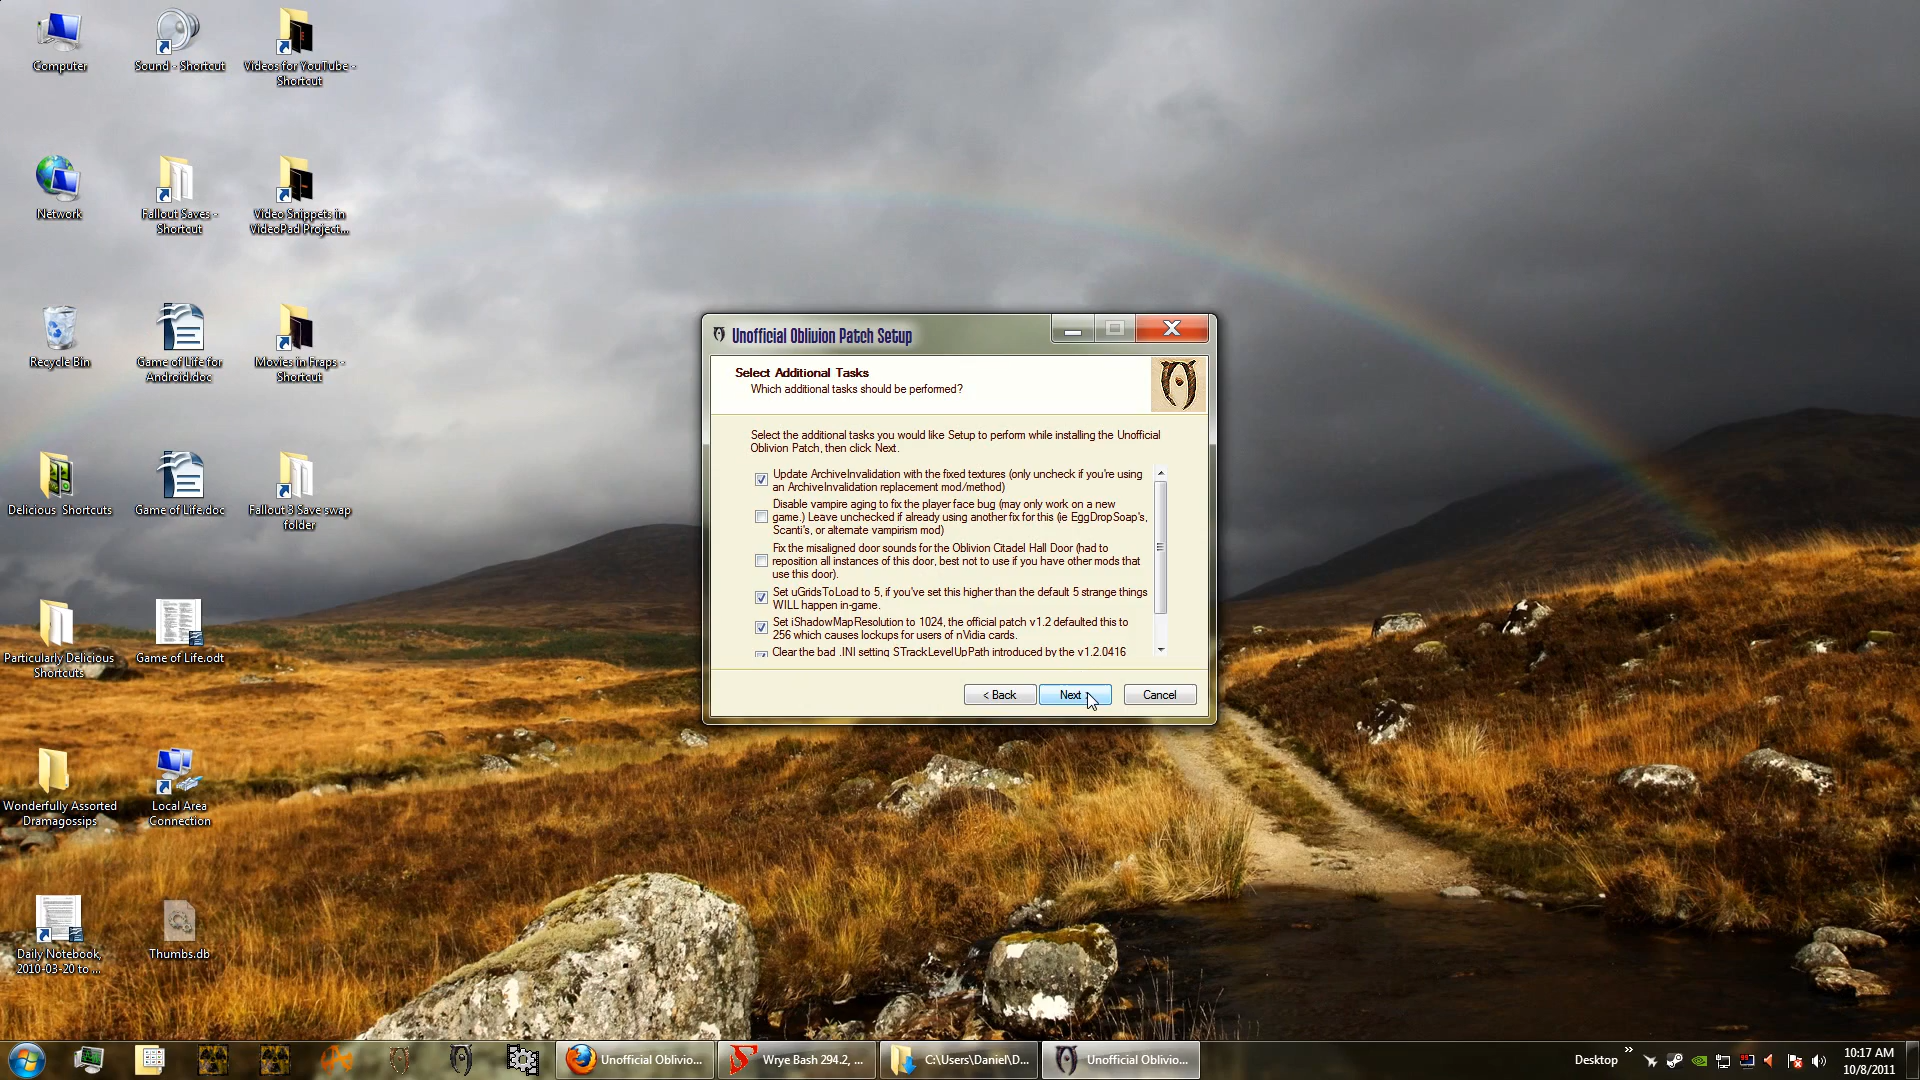 Computer
Sound - Shortcut
Videos for YouTube -
Shortcut
Network
Fallout Saves -
Shortcut
Video Snippets in
VideoPad Project...
Recycle Bin
Game of Life for
Android.doc
Movies in Fraps -
Shortcut
Delicious Shortcuts
Game of Life.doc
Fallout 3 Save swap
folder
Particularly Delicious
Shortcuts
Game of Life.odt
Wonderfully Assorted
Dramagossips
Local Area
Connection
Daily Notebook,
2010-03-20 to ...
Thumbs.db
Unofficial Oblivion Patch Setup
Select Additional Tasks
Which additional tasks should be performed?
Select the additional tasks you would like Setup to perform while installing the Unofficial
Oblivion Patch, then click Next.
Update ArchiveInvalidation with the fixed textures (only uncheck if you're using
an ArchiveInvalidation replacement mod/method)
Disable vampire aging to fix the player face bug (may only work on a new
game.) Leave unchecked if already using another fix for this (ie EggDropSoap's,
Scanti's, or alternate vampirism mod)
Fix the misaligned door sounds for the Oblivion Citadel Hall Door (had to
reposition all instances of this door, best not to use if you have other mods that
use this door).
Set uGridsToLoad to 5, if you've set this higher than the default 5 strange things
WILL happen in-game.
Set iShadowMapResolution to 1024, the official patch v1.2 defaulted this to
256 which causes lockups for users of nVidia cards.
Clear the bad .INI setting STrackLevelUpPath introduced by the v1.2.0416
< Back
Next
Cancel
Unofficial Oblivio...
Wrye Bash 294.2, ...
C:\Users\Daniel\D...
Unofficial Oblivio...
Desktop
10:17 AM
10/8/2011